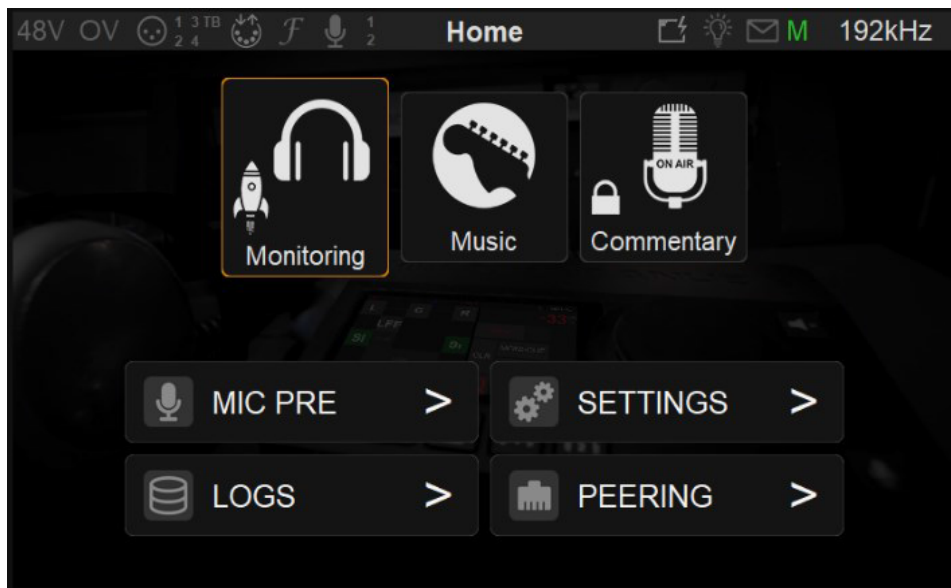 48V OV 1 3 TB 2 4 ℱ 1 2 Home M 192kHz
ON AIR
Monitoring Music Commentary
MIC PRE > SETTINGS >
LOGS > PEERING >